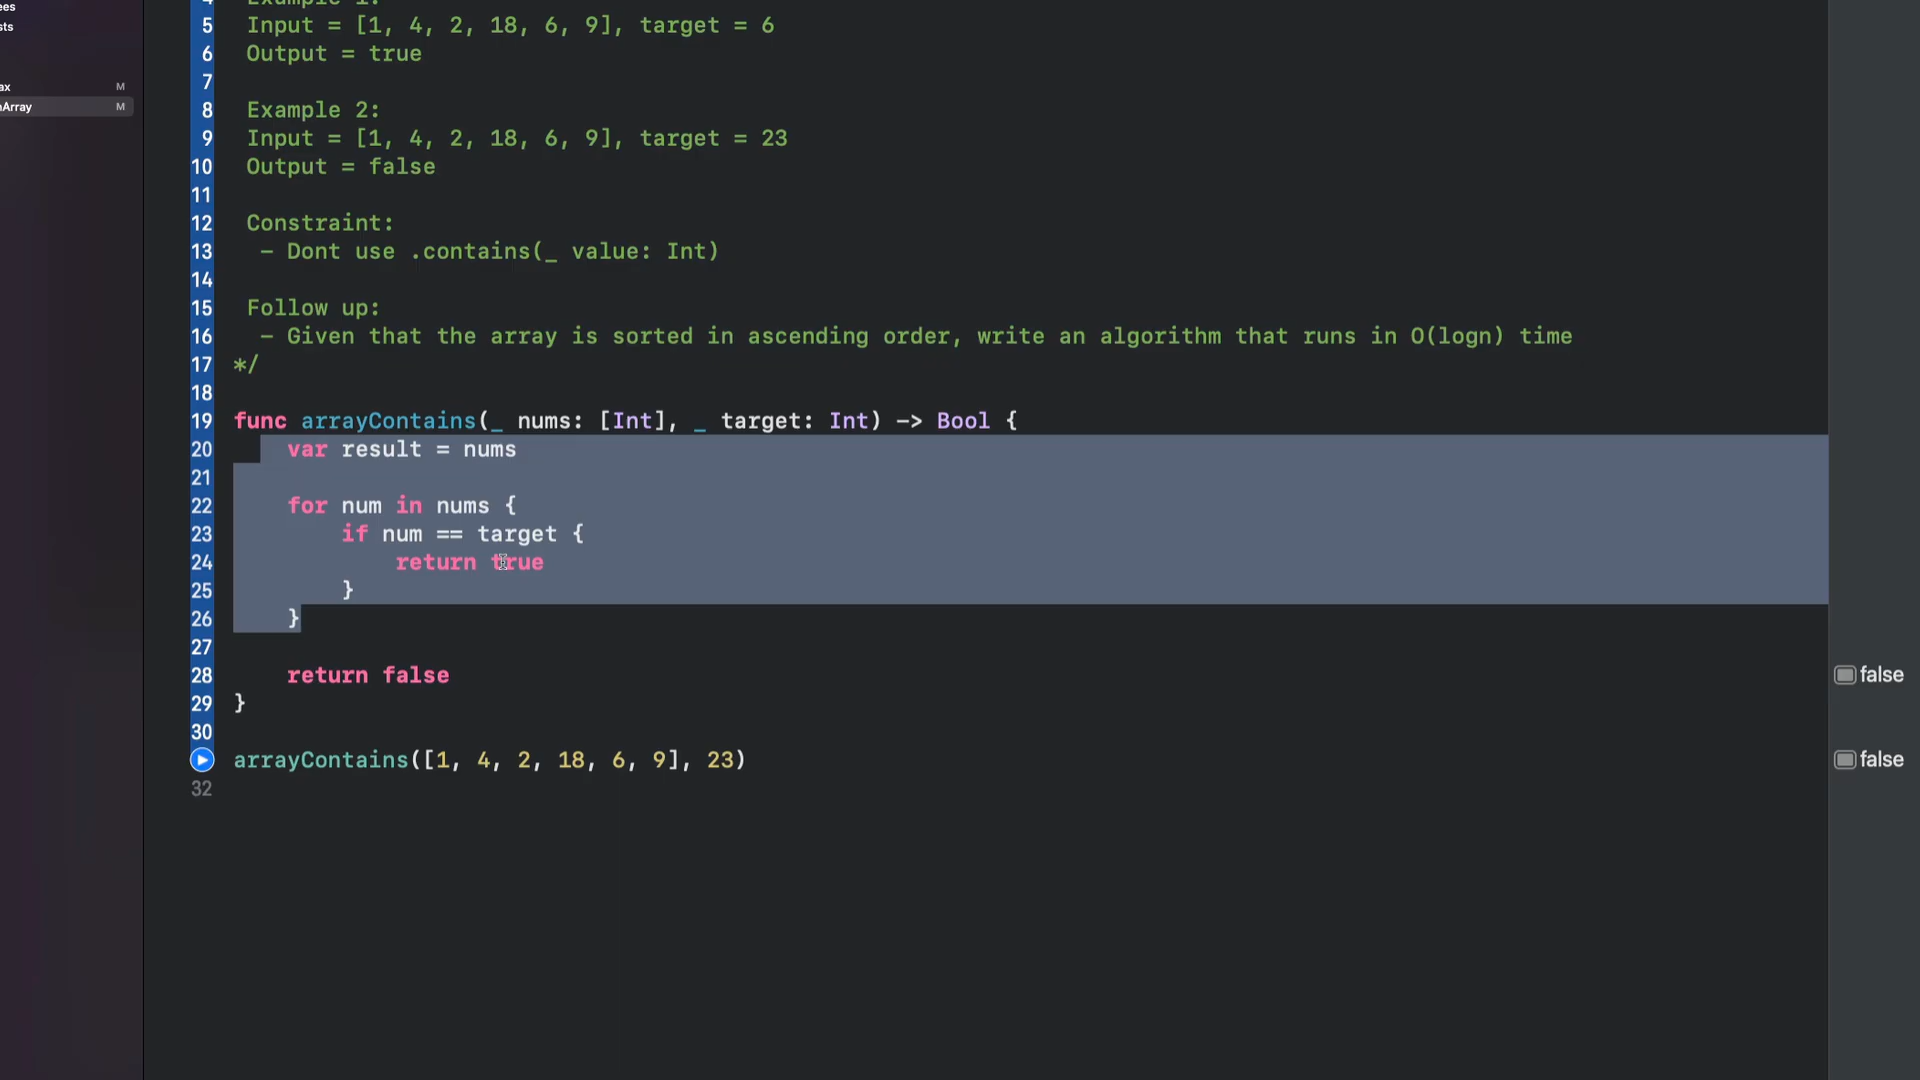 ees
sts
ax M
nArray M
Example 1:
5 Input = [1, 4, 2, 18, 6, 9], target = 6
6 Output = true
7
8 Example 2:
9 Input = [1, 4, 2, 18, 6, 9], target = 23
10 Output = false
11
12 Constraint:
13 - Dont use .contains(_ value: Int)
14
15 Follow up:
16 - Given that the array is sorted in ascending order, write an algorithm that runs in O(logn) time
17 */
18
19 func arrayContains(_ nums: [Int], _ target: Int) -> Bool {
20 var result = nums
21
22 for num in nums {
23 if num == target {
24 return true
25 }
26 }
27
28 return false false
29 }
30
arrayContains([1, 4, 2, 18, 6, 9], 23) false
32